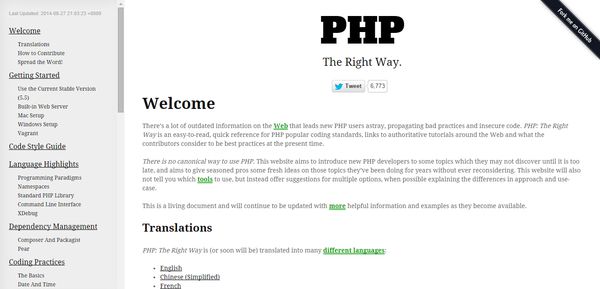 Last Updated: 2014-08-27 21:03:23 +0000
Welcome
Translations
How to Contribute
Spread the Word!
Getting Started
Use the Current Stable Version
(5.5)
Built-in Web Server
Mac Setup
Windows Setup
Vagrant
Code Style Guide
Language Highlights
Programming Paradigms
Namespaces
Standard PHP Library
Command Line Interface
XDebug
Dependency Management
Composer And Packagist
Pear
Coding Practices
The Basics
Date And Time
PHP
The Right Way.
Tweet 6,773
Fork me on GitHub
Welcome
There's a lot of outdated information on the Web that leads new PHP users astray, propagating bad practices and insecure code. PHP: The Right
Way is an easy-to-read, quick reference for PHP popular coding standards, links to authoritative tutorials around the Web and what the
contributors consider to be best practices at the present time.
There is no canonical way to use PHP. This website aims to introduce new PHP developers to some topics which they may not discover until it is too
late, and aims to give seasoned pros some fresh ideas on those topics they've been doing for years without ever reconsidering. This website will also
not tell you which tools to use, but instead offer suggestions for multiple options, when possible explaining the differences in approach and use-
case.
This is a living document and will continue to be updated with more helpful information and examples as they become available.
Translations
PHP: The Right Way is (or soon will be) translated into many different languages:
English
Chinese (Simplified)
French